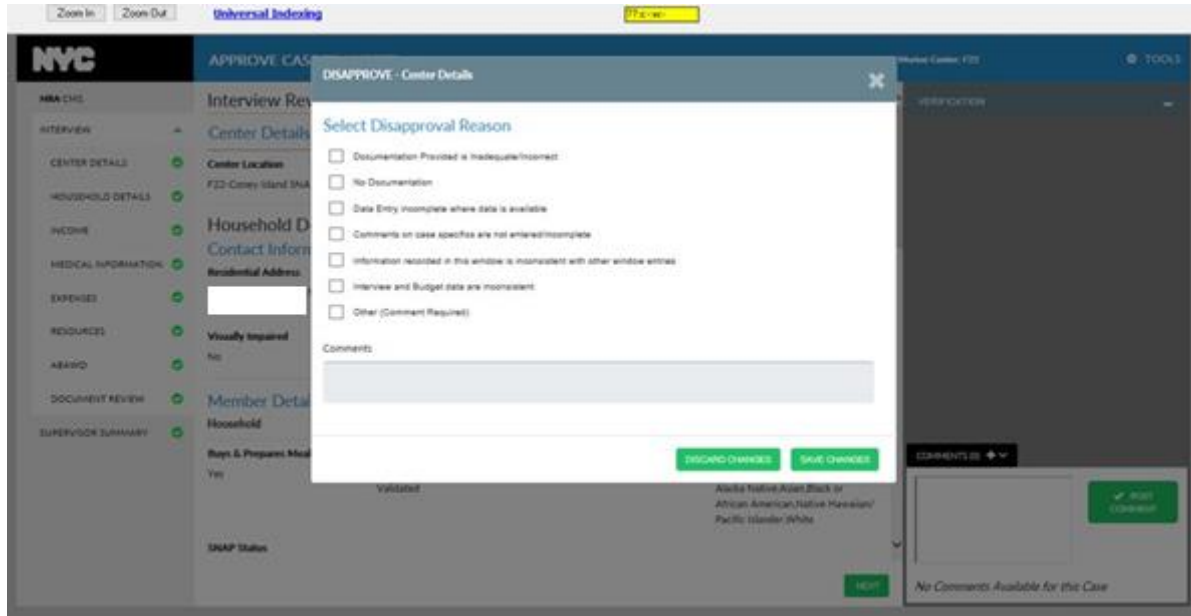 Zoom In
Zoom Out
Universal Indexing
NYC
APPROVE CAS
TOOLS
HRA CMS
INTERVIEW
CENTER DETAILS
HOUSEHOLD DETAILS
INCOME
MEDICAL INFORMATION
EXPENSES
RESOURCES
ABAWD
DOCUMENT REVIEW
SUPERVISOR SUMMARY
Interview Rev
Center Details
Center Location
F22-Coney Island SNA
Household D
Contact Inform
Residential Address
Visually Impaired
No
Member Detai
Household
Buys & Prepares Meal
Yes
Validated
Alaska Native,Asian,Black or
African American,Native Hawaiian/
Pacific Islander,White
SNAP Status
NEXT
DISAPPROVE - Center Details
Select Disapproval Reason
Documentation Provided is Inadequate/Incorrect
No Documentation
Data Entry incomplete where data is available
Comments on case specifics are not entered/incomplete
Information recorded in this window is inconsistent with other window entries
Interview and Budget data are inconsistent
Other (Comment Required)
Comments
DISCARD CHANGES
SAVE CHANGES
Center: F22
VERIFICATION
COMMENTS (0)
POST
COMMENT
No Comments Available for this Case